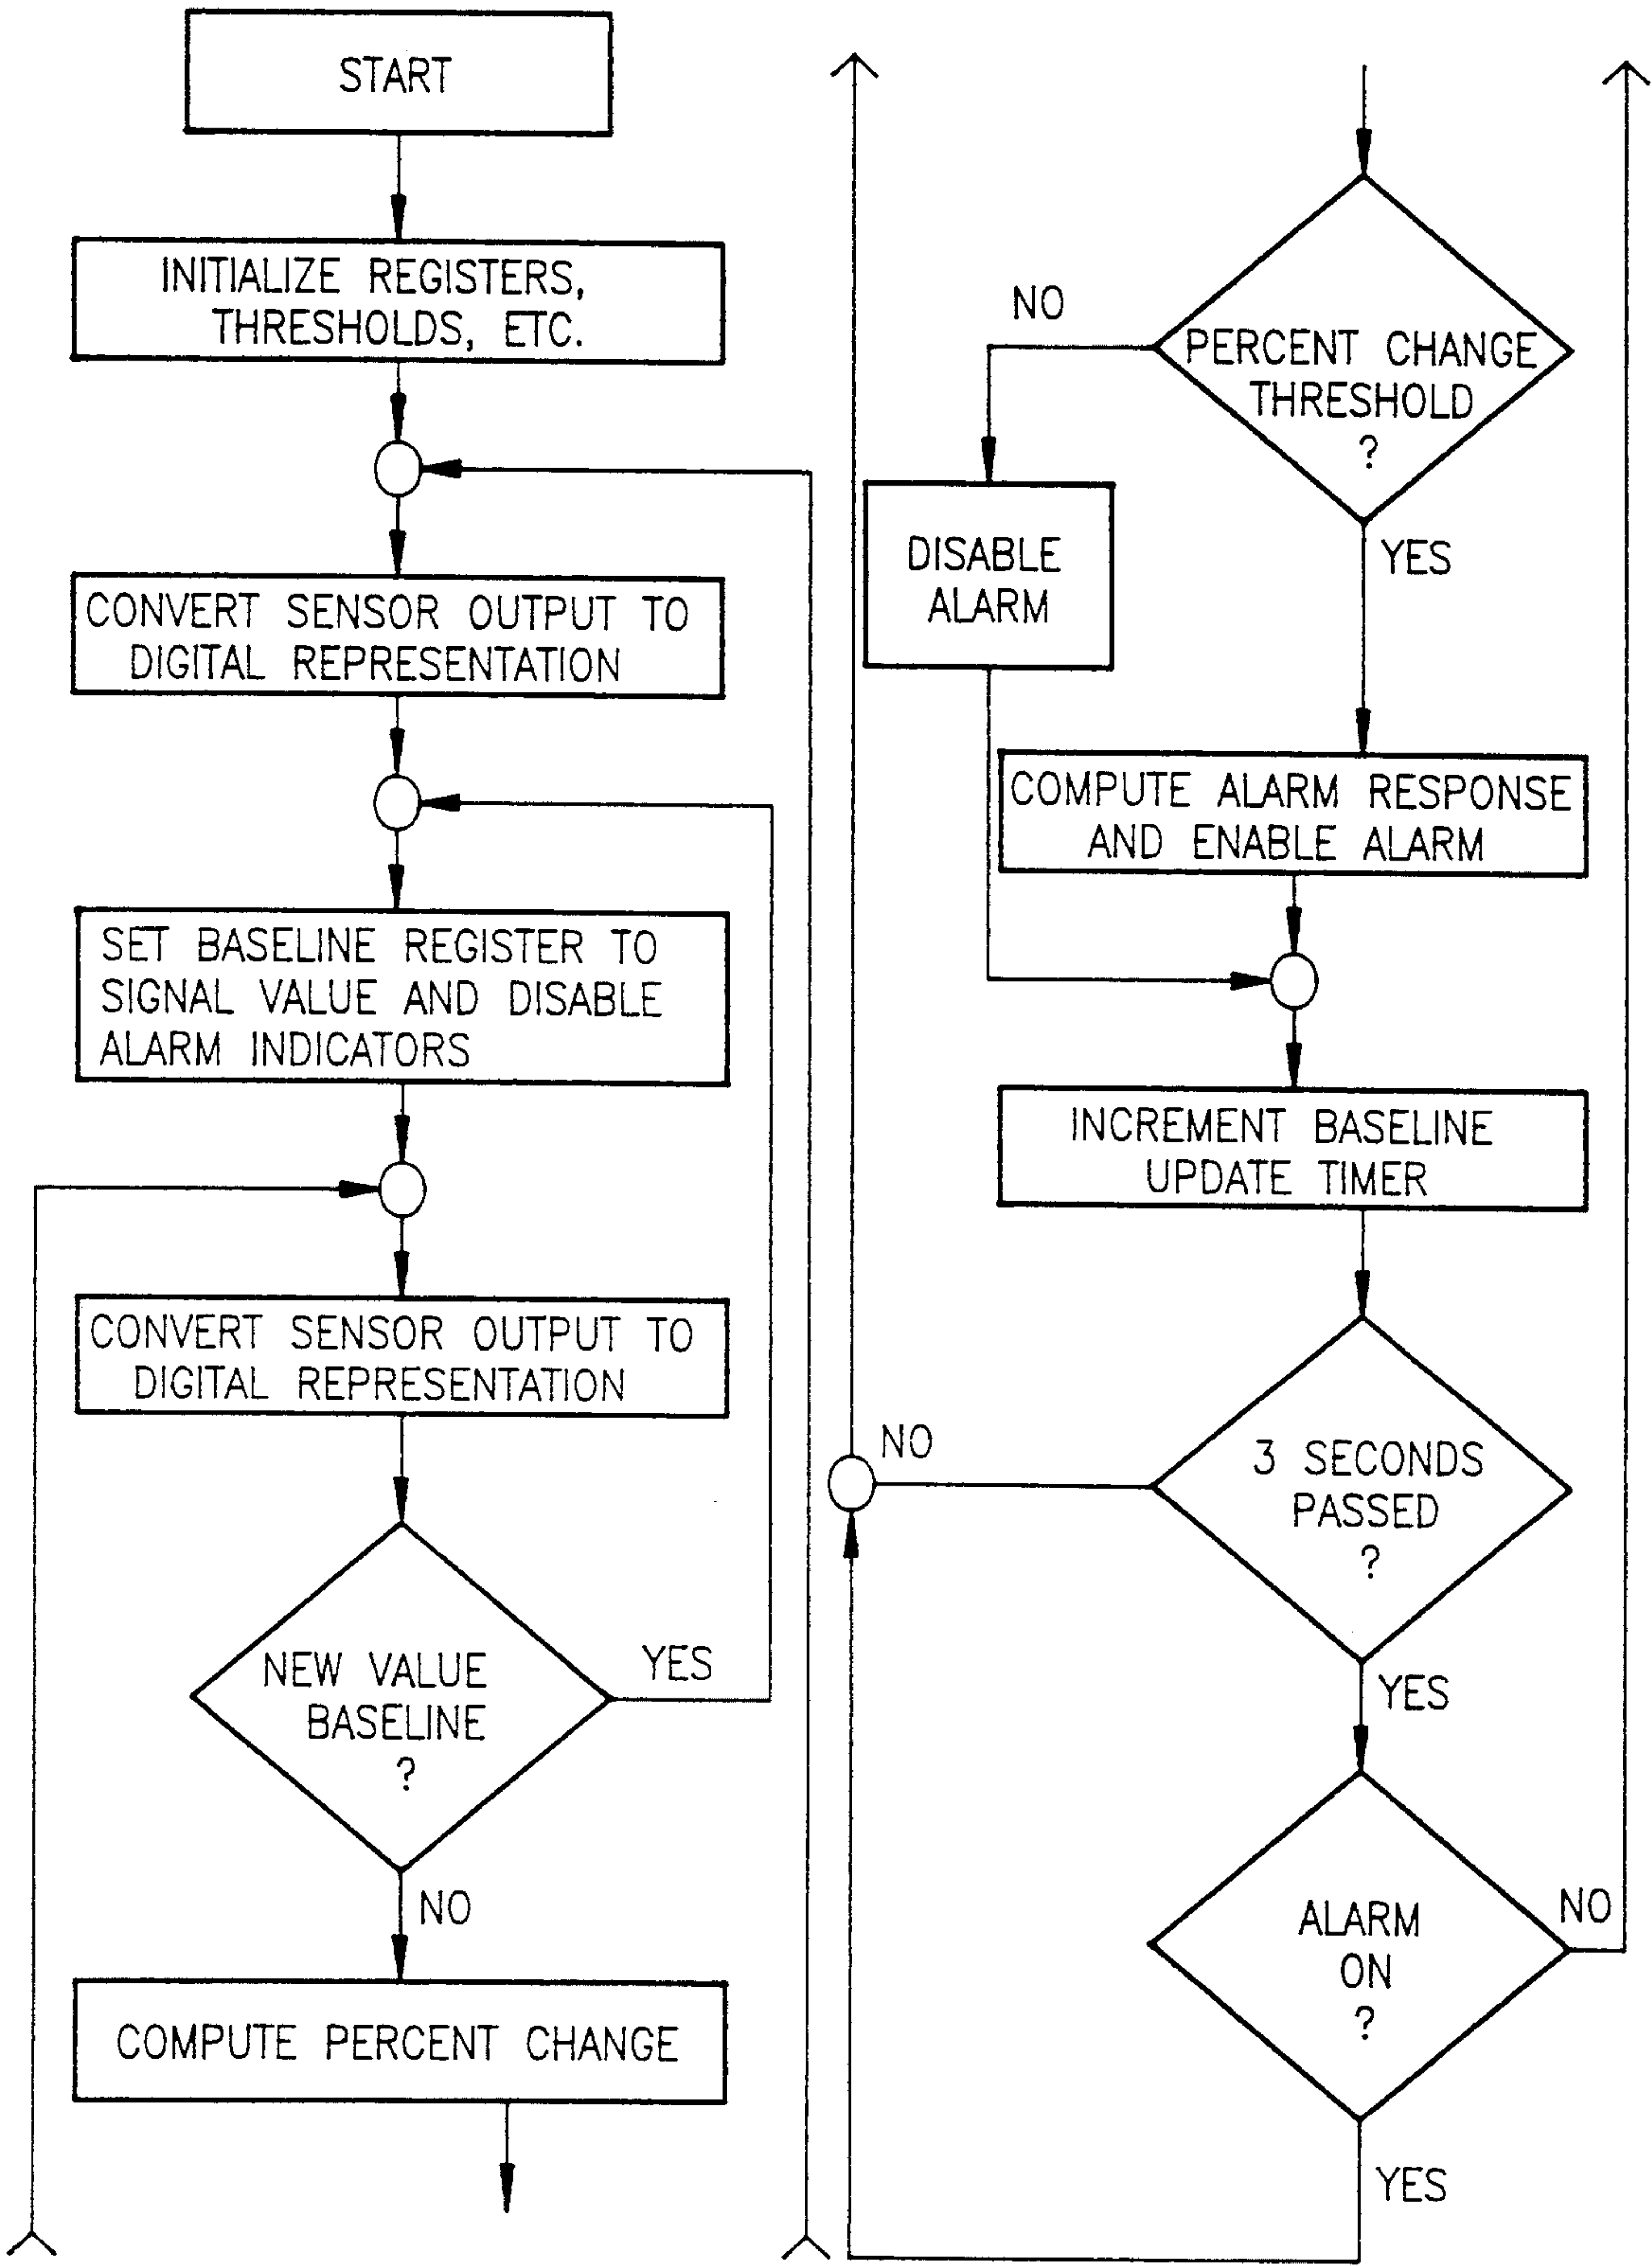 START
INITIALIZE REGISTERS,
THRESHOLDS, ETC.
CONVERT SENSOR OUTPUT TO
DIGITAL REPRESENTATION
SET BASELINE REGISTER TO
SIGNAL VALUE AND DISABLE
ALARM INDICATORS
CONVERT SENSOR OUTPUT TO
DIGITAL REPRESENTATION
NEW VALUE
BASELINE
?
YES
NO
COMPUTE PERCENT CHANGE
PERCENT CHANGE
THRESHOLD
?
NO
YES
DISABLE
ALARM
COMPUTE ALARM RESPONSE
AND ENABLE ALARM
INCREMENT BASELINE
UPDATE TIMER
3 SECONDS
PASSED
?
NO
YES
ALARM
ON
?
NO
YES